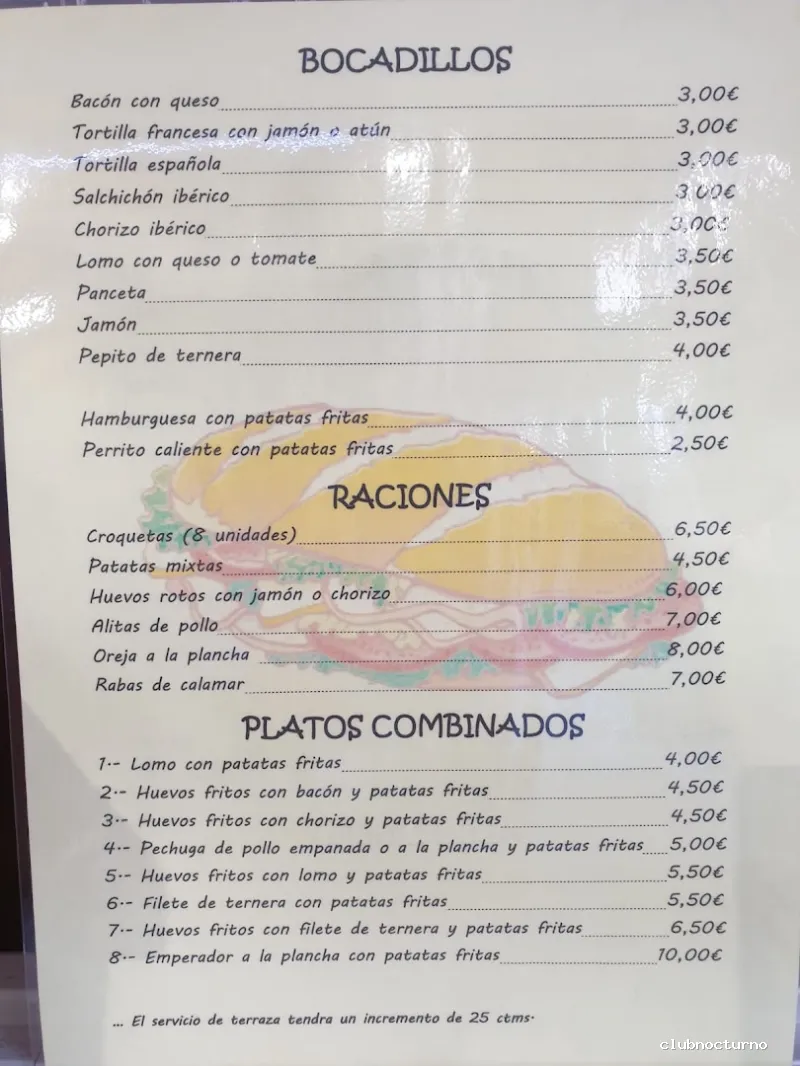 BOCADILLOS
Bacón con queso 3,00€
Tortilla francesa con jamón o atún 3,00€
Tortilla española 3,00€
Salchichón ibérico 3,00€
Chorizo ibérico 3,00€
Lomo con queso o tomate 3,50€
Panceta 3,50€
Jamón 3,50€
Pepito de ternera 4,00€
Hamburguesa con patatas fritas 4,00€
Perrito caliente con patatas fritas 2,50€
RACIONES
Croquetas (8 unidades) 6,50€
Patatas mixtas 4,50€
Huevos rotos con jamón o chorizo 6,00€
Alitas de pollo 7,00€
Oreja a la plancha 8,00€
Rabas de calamar 7,00€
PLATOS COMBINADOS
1.- Lomo con patatas fritas 4,00€
2.- Huevos fritos con bacón y patatas fritas 4,50€
3.- Huevos fritos con chorizo y patatas fritas 4,50€
4.- Pechuga de pollo empanada o a la plancha y patatas fritas 5,00€
5.- Huevos fritos con lomo y patatas fritas 5,50€
6.- Filete de ternera con patatas fritas 5,50€
7.- Huevos fritos con filete de ternera y patatas fritas 6,50€
8.- Emperador a la plancha con patatas fritas 10,00€
... El servicio de terraza tendra un incremento de 25 ctms.
clubnocturno